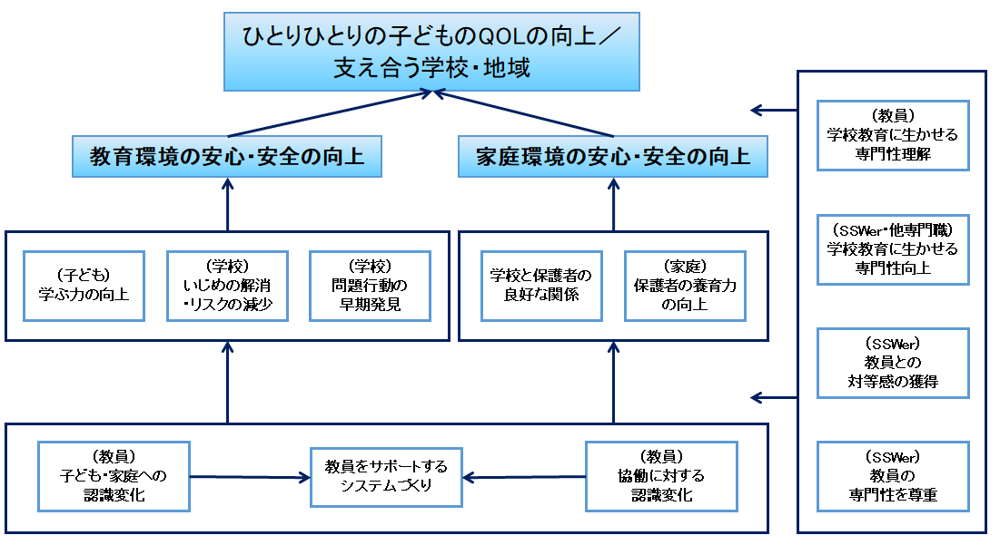 ひとりひとりの子どものQOLの向上／
支え合う学校・地域
教育環境の安心・安全の向上
家庭環境の安心・安全の向上
（子ども）
学ぶ力の向上
（学校）
いじめの解消
・リスクの減少
（学校）
問題行動の
早期発見
学校と保護者の
良好な関係
（家庭）
保護者の養育力
の向上
（教員）
子ども・家庭への
認識変化
教員をサポートする
システムづくり
（教員）
協働に対する
認識変化
（教員）
学校教育に生かせる
専門性理解
（SSWer・他専門職）
学校教育に生かせる
専門性向上
（SSWer）
教員との
対等感の獲得
（SSWer）
教員の
専門性を尊重